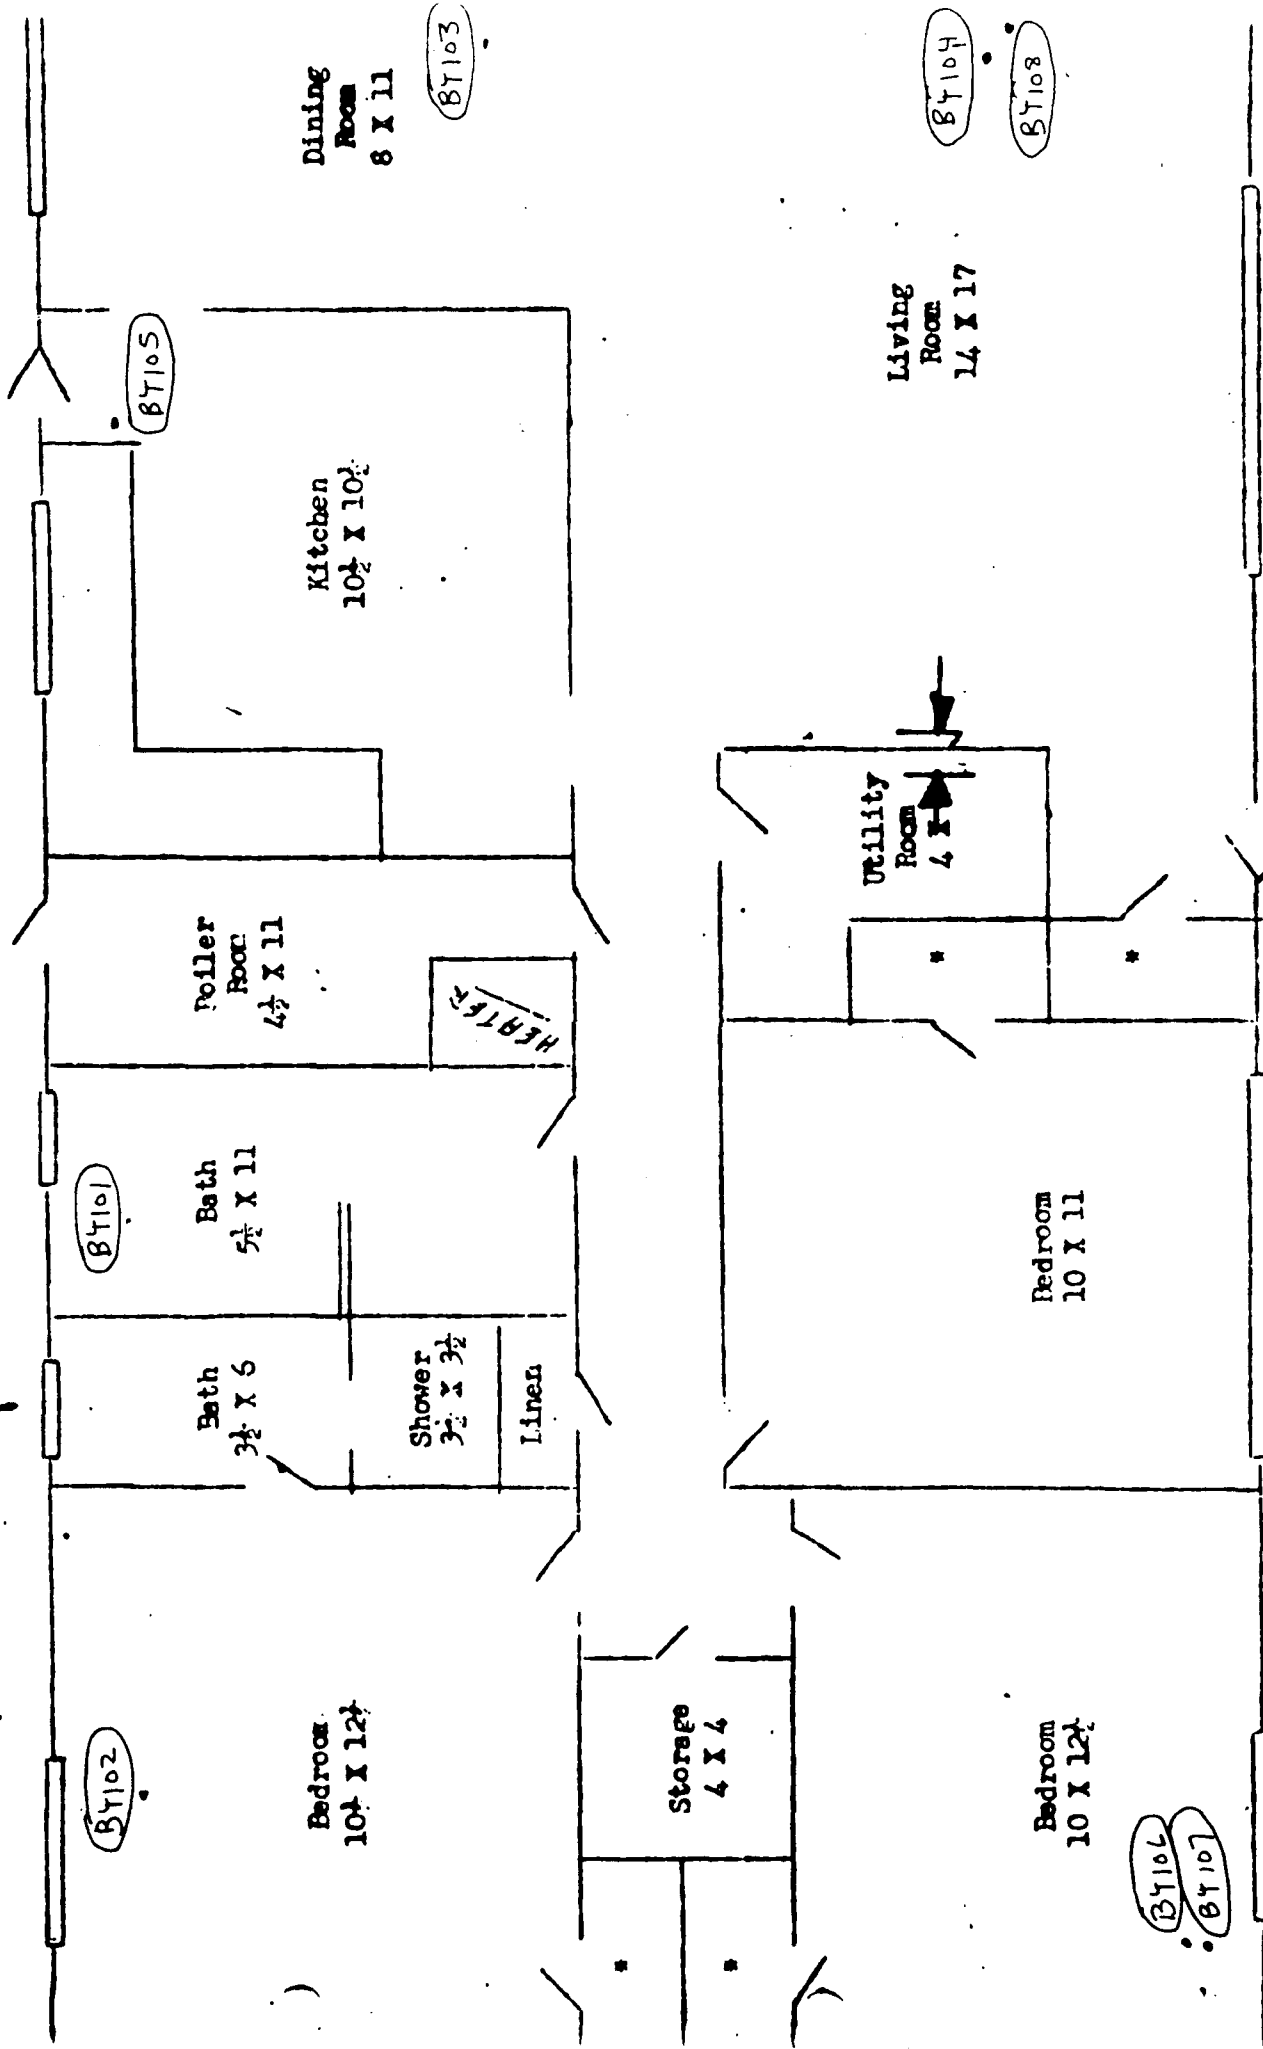 BY102
BY101
BY105
Bedroom
10½ X 12½
Bath
3½ X 6
Shower
3½ X 3½
Linen
Bath
5½ X 11
Boiler
Room
4½ X 11
HEATER
Kitchen
10½ X 10½
Dining
Room
8 X 11
BY103
Storage
4 X 4
*
*
Bedroom
10 X 12½
BY106
BY107
Bedroom
10 X 11
*
*
Utility
Room
4 X
Living
Room
14 X 17
BY104
BY108